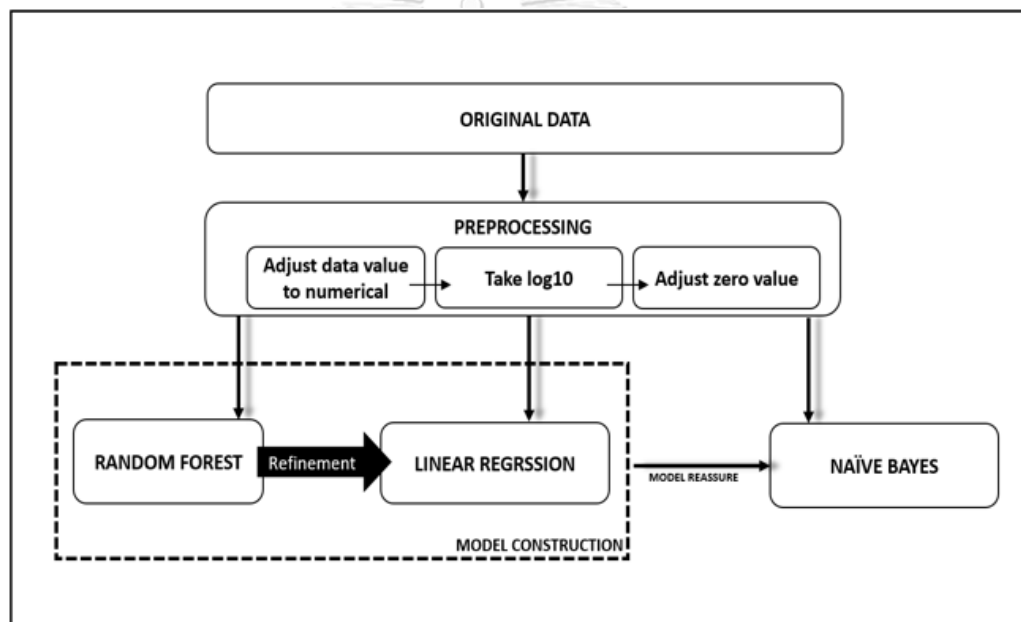 ORIGINAL DATA
PREPROCESSING
Adjust data value
to numerical
Take log10
Adjust zero value
RANDOM FOREST
Refinement
LINEAR REGRSSION
MODEL REASSURE
NAÏVE BAYES
MODEL CONSTRUCTION